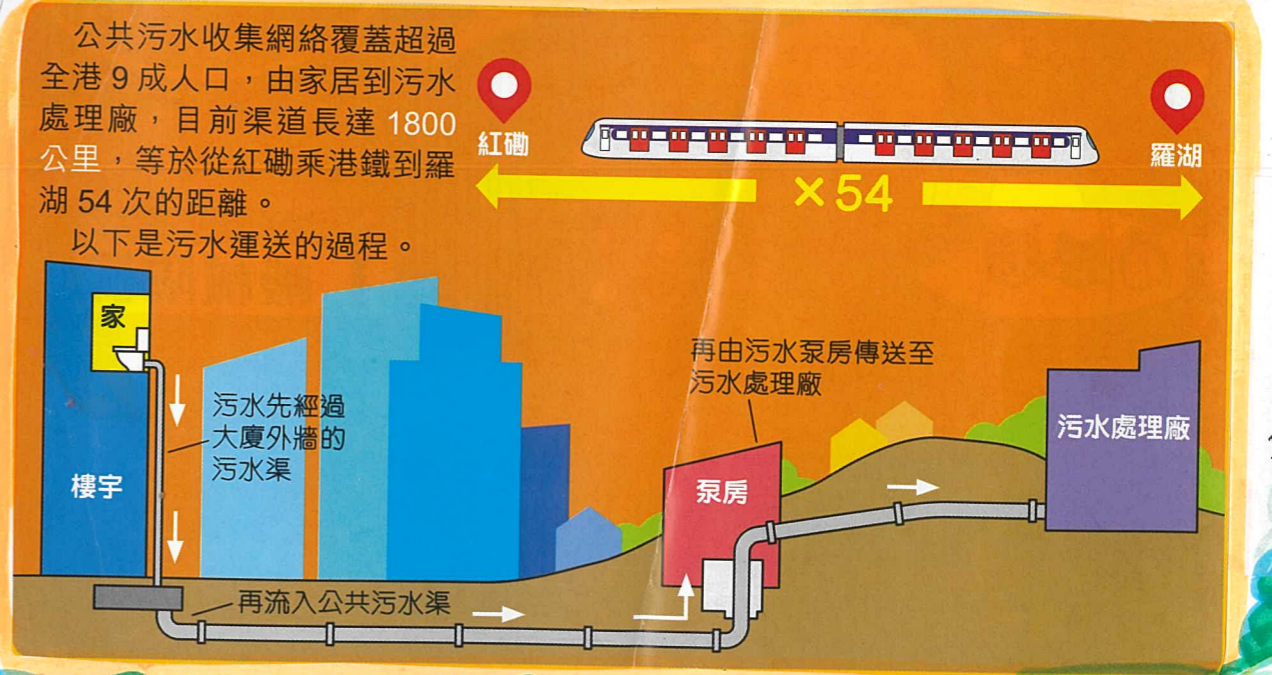 公共污水收集網絡覆蓋超過
全港 9 成人口，由家居到污水
處理廠，目前渠道長達 1800
公里，等於從紅磡乘港鐵到羅
湖 54 次的距離。
以下是污水運送的過程。
紅磡
羅湖
×54
家
樓宇
污水先經過
大廈外牆的
污水渠
再流入公共污水渠
再由污水泵房傳送至
污水處理廠
泵房
污水處理廠